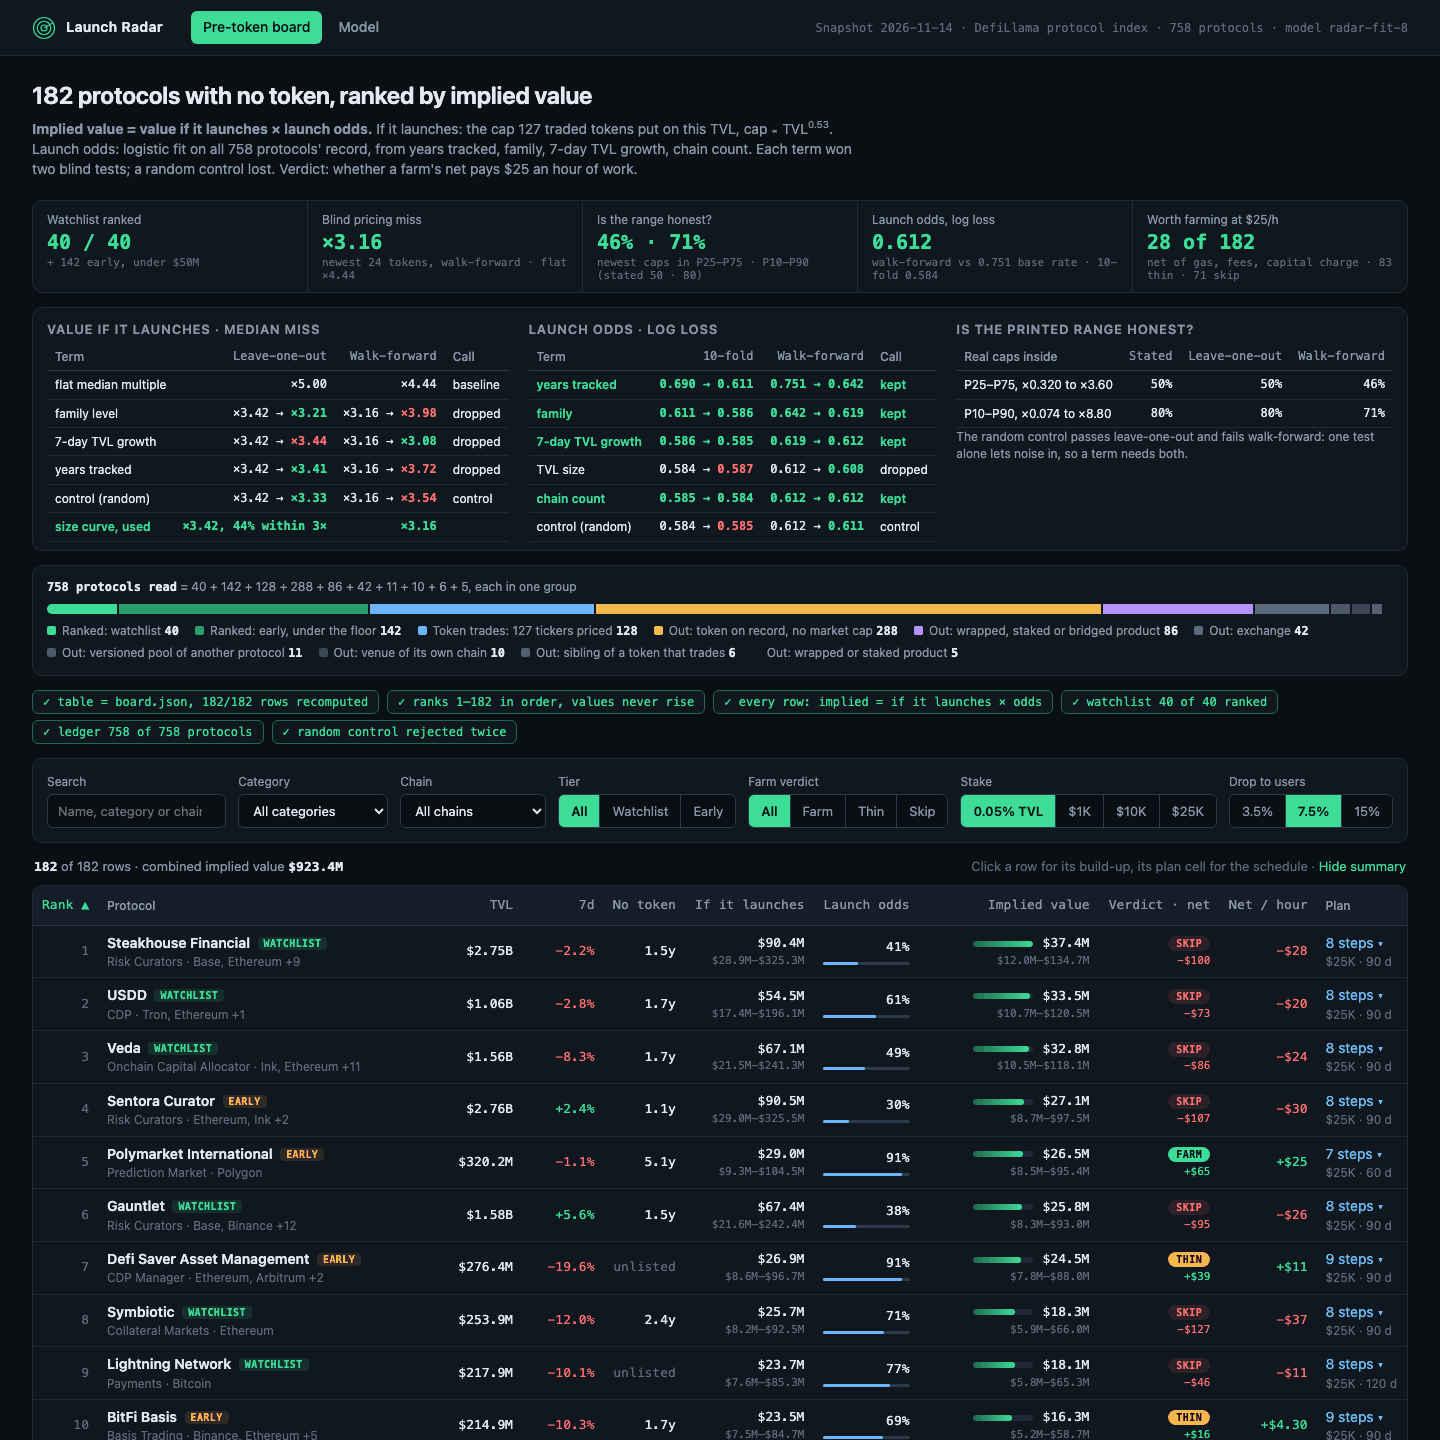 Launch Radar
Pre-token board
Model
Snapshot 2026-11-14 · DefiLlama protocol index · 758 protocols · model radar-fit-8
182 protocols with no token, ranked by implied value
Implied value = value if it launches × launch odds. If it launches: the cap 127 traded tokens put on this TVL, cap ∝ TVL0.53.
Launch odds: logistic fit on all 758 protocols' record, from years tracked, family, 7-day TVL growth, chain count. Each term won
two blind tests; a random control lost. Verdict: whether a farm's net pays $25 an hour of work.
Watchlist ranked
40 / 40
+ 142 early, under $50M
Blind pricing miss
×3.16
newest 24 tokens, walk-forward · flat
×4.44
Is the range honest?
46% · 71%
newest caps in P25–P75 · P10–P90
(stated 50 · 80)
Launch odds, log loss
0.612
walk-forward vs 0.751 base rate · 10-
fold 0.584
Worth farming at $25/h
28 of 182
net of gas, fees, capital charge · 83
thin · 71 skip
VALUE IF IT LAUNCHES · MEDIAN MISS
Term Leave-one-out Walk-forward Call
flat median multiple ×5.00 ×4.44 baseline
family level ×3.42 → ×3.21 ×3.16 → ×3.98 dropped
7-day TVL growth ×3.42 → ×3.44 ×3.16 → ×3.08 dropped
years tracked ×3.42 → ×3.41 ×3.16 → ×3.72 dropped
control (random) ×3.42 → ×3.33 ×3.16 → ×3.54 control
size curve, used ×3.42, 44% within 3× ×3.16
LAUNCH ODDS · LOG LOSS
Term 10-fold Walk-forward Call
years tracked 0.690 → 0.611 0.751 → 0.642 kept
family 0.611 → 0.586 0.642 → 0.619 kept
7-day TVL growth 0.586 → 0.585 0.619 → 0.612 kept
TVL size 0.584 → 0.587 0.612 → 0.608 dropped
chain count 0.585 → 0.584 0.612 → 0.612 kept
control (random) 0.584 → 0.585 0.612 → 0.611 control
IS THE PRINTED RANGE HONEST?
Real caps inside Stated Leave-one-out Walk-forward
P25–P75, ×0.320 to ×3.60 50% 50% 46%
P10–P90, ×0.074 to ×8.80 80% 80% 71%
The random control passes leave-one-out and fails walk-forward: one test
alone lets noise in, so a term needs both.
758 protocols read = 40 + 142 + 128 + 288 + 86 + 42 + 11 + 10 + 6 + 5, each in one group
Ranked: watchlist 40 Ranked: early, under the floor 142 Token trades: 127 tickers priced 128 Out: token on record, no market cap 288 Out: wrapped, staked or bridged product 86 Out: exchange 42
Out: versioned pool of another protocol 11 Out: venue of its own chain 10 Out: sibling of a token that trades 6 Out: wrapped or staked product 5
✓ table = board.json, 182/182 rows recomputed
✓ ranks 1–182 in order, values never rise
✓ every row: implied = if it launches × odds
✓ watchlist 40 of 40 ranked
✓ ledger 758 of 758 protocols
✓ random control rejected twice
Search Category Chain Tier Farm verdict Stake Drop to users
Name, category or chain All categories All chains All Watchlist Early All Farm Thin Skip 0.05% TVL $1K $10K $25K 3.5% 7.5% 15%
182 of 182 rows · combined implied value $923.4M
Click a row for its build-up, its plan cell for the schedule · Hide summary
Rank ▲ Protocol TVL 7d No token If it launches Launch odds Implied value Verdict · net Net / hour Plan
1 Steakhouse Financial WATCHLIST $2.75B −2.2% 1.5y $90.4M 41% $37.4M SKIP −$28 8 steps ▾
Risk Curators · Base, Ethereum +9 $28.9M–$325.3M $12.0M–$134.7M −$100 $25K · 90 d
2 USDD WATCHLIST $1.06B −2.8% 1.7y $54.5M 61% $33.5M SKIP −$20 8 steps ▾
CDP · Tron, Ethereum +1 $17.4M–$196.1M $10.7M–$120.5M −$73 $25K · 90 d
3 Veda WATCHLIST $1.56B −8.3% 1.7y $67.1M 49% $32.8M SKIP −$24 8 steps ▾
Onchain Capital Allocator · Ink, Ethereum +11 $21.5M–$241.3M $10.5M–$118.1M −$86 $25K · 90 d
4 Sentora Curator EARLY $2.76B +2.4% 1.1y $90.5M 30% $27.1M SKIP −$30 8 steps ▾
Risk Curators · Ethereum, Ink +2 $29.0M–$325.5M $8.7M–$97.5M −$107 $25K · 90 d
5 Polymarket International EARLY $320.2M −1.1% 5.1y $29.0M 91% $26.5M FARM +$25 7 steps ▾
Prediction Market · Polygon $9.3M–$104.5M $8.5M–$95.4M +$65 $25K · 60 d
6 Gauntlet WATCHLIST $1.58B +5.6% 1.5y $67.4M 38% $25.8M SKIP −$26 8 steps ▾
Risk Curators · Base, Binance +12 $21.6M–$242.4M $8.3M–$93.0M −$95 $25K · 90 d
7 Defi Saver Asset Management EARLY $276.4M −19.6% unlisted $26.9M 91% $24.5M THIN +$11 9 steps ▾
CDP Manager · Ethereum, Arbitrum +2 $8.6M–$96.7M $7.8M–$88.0M +$39 $25K · 90 d
8 Symbiotic WATCHLIST $253.9M −12.0% 2.4y $25.7M 71% $18.3M SKIP −$37 8 steps ▾
Collateral Markets · Ethereum $8.2M–$92.5M $5.9M–$66.0M −$127 $25K · 90 d
9 Lightning Network WATCHLIST $217.9M −10.1% unlisted $23.7M 77% $18.1M SKIP −$11 8 steps ▾
Payments · Bitcoin $7.6M–$85.3M $5.8M–$65.3M −$46 $25K · 120 d
10 BitFi Basis EARLY $214.9M −10.3% 1.7y $23.5M 69% $16.3M THIN +$4.30 9 steps ▾
Basis Trading · Binance, Ethereum +5 $7.5M–$84.7M $5.2M–$58.7M +$16 $25K · 90 d